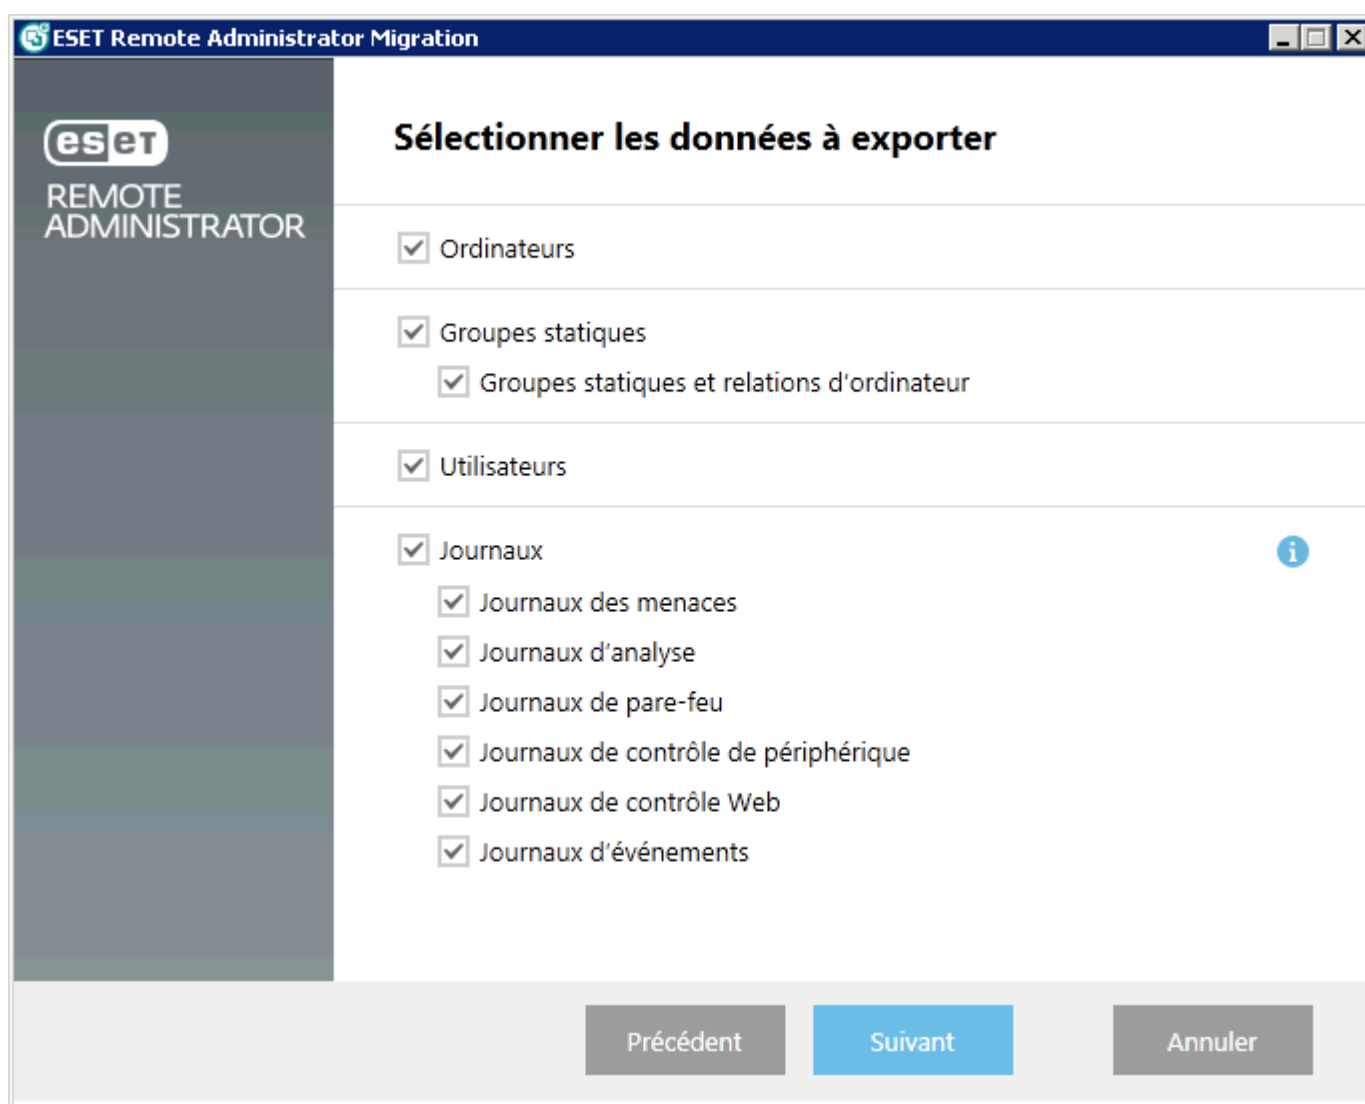 ESET Remote Administrator Migration
eset
REMOTE
ADMINISTRATOR
Sélectionner les données à exporter
Ordinateurs
Groupes statiques
Groupes statiques et relations d'ordinateur
Utilisateurs
Journaux
Journaux des menaces
Journaux d'analyse
Journaux de pare-feu
Journaux de contrôle de périphérique
Journaux de contrôle Web
Journaux d'événements
Précédent
Suivant
Annuler